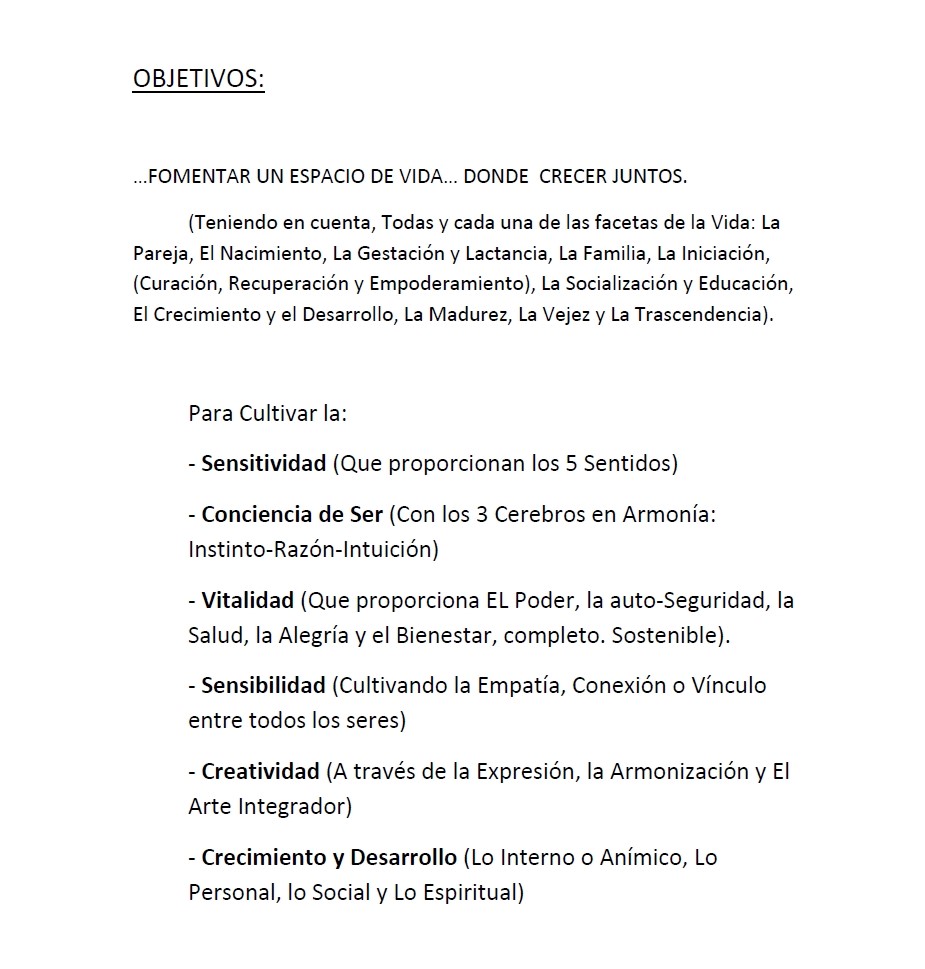 OBJETIVOS:
...FOMENTAR UN ESPACIO DE VIDA... DONDE  CRECER JUNTOS.
(Teniendo en cuenta, Todas y cada una de las facetas de la Vida: La
Pareja, El Nacimiento, La Gestación y Lactancia, La Familia, La Iniciación,
(Curación, Recuperación y Empoderamiento), La Socialización y Educación,
El Crecimiento y el Desarrollo, La Madurez, La Vejez y La Trascendencia).
Para Cultivar la:
- Sensitividad (Que proporcionan los 5 Sentidos)
- Conciencia de Ser (Con los 3 Cerebros en Armonía:
Instinto-Razón-Intuición)
- Vitalidad (Que proporciona EL Poder, la auto-Seguridad, la
Salud, la Alegría y el Bienestar, completo. Sostenible).
- Sensibilidad (Cultivando la Empatía, Conexión o Vínculo
entre todos los seres)
- Creatividad (A través de la Expresión, la Armonización y El
Arte Integrador)
- Crecimiento y Desarrollo (Lo Interno o Anímico, Lo
Personal, lo Social y Lo Espiritual)